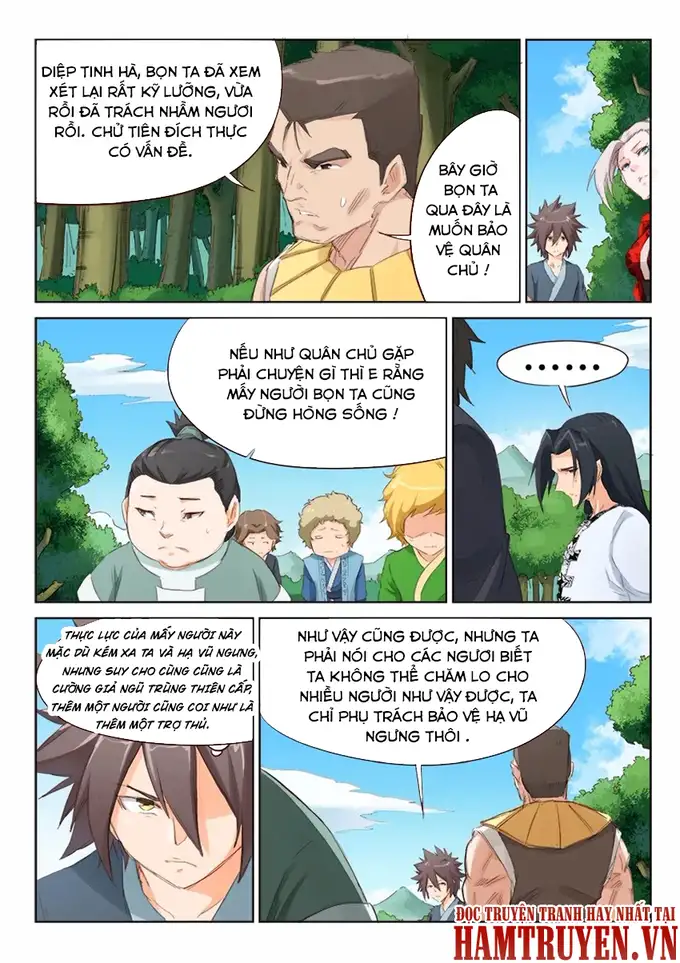 DIỆP TINH HÀ, BỌN TA ĐÃ XEM
XÉT LẠI RẤT KỸ LƯỠNG, VỪA
RỒI ĐÃ TRÁCH NHẦM NGƯƠI
RỒI. CHỬ TIÊN ĐÍCH THỰC
CÓ VẤN ĐỀ.
BÂY GIỜ
BỌN TA
QUA ĐÂY LÀ
MUỐN BẢO
VỆ QUÂN
CHỦ !
NẾU NHƯ QUÂN CHỦ GẶP
PHẢI CHUYỆN GÌ THÌ E RẰNG
MẤY NGƯỜI BỌN TA CŨNG
ĐỪNG HÒNG SỐNG !
......
THỰC LỰC CỦA MẤY NGƯỜI NÀY
MẶC DÙ KÉM XA TA VÀ HẠ VŨ NGƯNG,
NHƯNG SUY CHO CÙNG CŨNG LÀ
CƯỜNG GIẢ NGŨ TRÙNG THIÊN CẤP,
THÊM MỘT NGƯỜI CŨNG COI NHƯ LÀ
THÊM MỘT TRỢ THỦ.
NHƯ VẬY CŨNG ĐƯỢC, NHƯNG TA
PHẢI NÓI CHO CÁC NGƯƠI BIẾT
TA KHÔNG THỂ CHĂM LO CHO
NHIỀU NGƯỜI NHƯ VẬY ĐƯỢC, TA
CHỈ PHỤ TRÁCH BẢO VỆ HẠ VŨ
NGƯNG THÔI .
ĐỌC TRUYỆN TRANH HAY NHẤT TẠI
HAMTRUYEN.VN